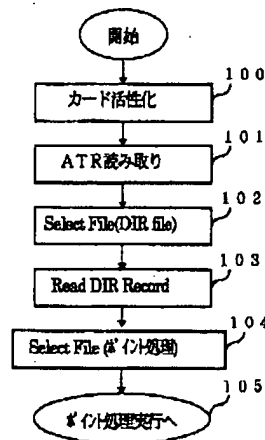 開始
100
カード活性化
101
ATR読み取り
102
Select File(DIR file)
103
Read DIR Record
104
Select File (ポイント処理)
105
ポイント処理実行へ